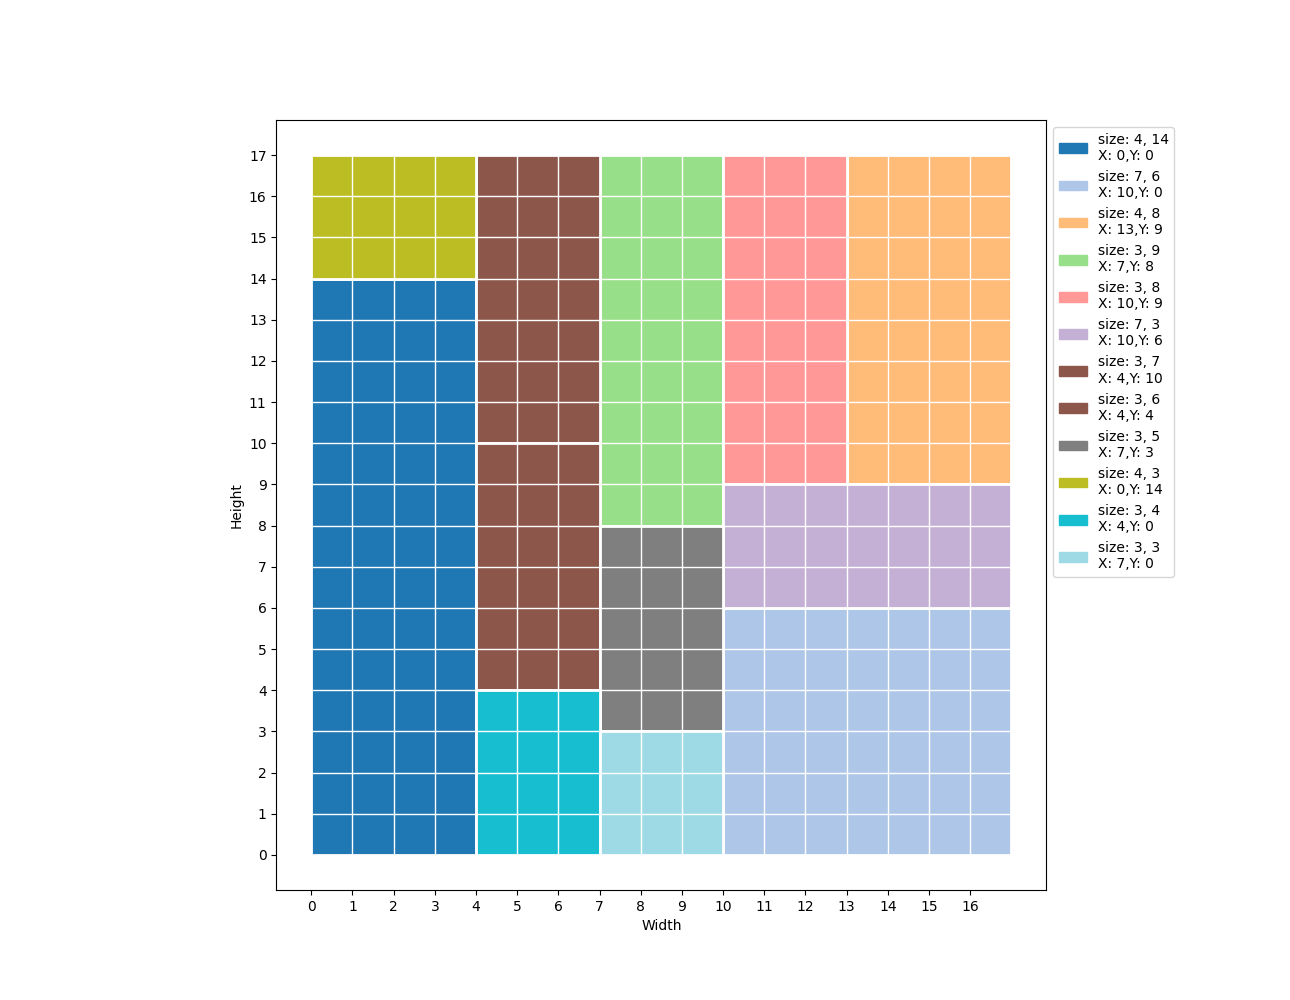 size: 4, 14
X: 0,Y: 0
size: 7, 6
X: 10,Y: 0
size: 4, 8
X: 13,Y: 9
size: 3, 9
X: 7,Y: 8
size: 3, 8
X: 10,Y: 9
size: 7, 3
X: 10,Y: 6
size: 3, 7
X: 4,Y: 10
size: 3, 6
X: 4,Y: 4
size: 3, 5
X: 7,Y: 3
size: 4, 3
X: 0,Y: 14
size: 3, 4
X: 4,Y: 0
size: 3, 3
X: 7,Y: 0
17
16
15
14
13
12
11
10
9
8
7
6
5
4
3
2
1
0
Height
0 1 2 3 4 5 6 7 8 9 10 11 12 13 14 15 16
Width